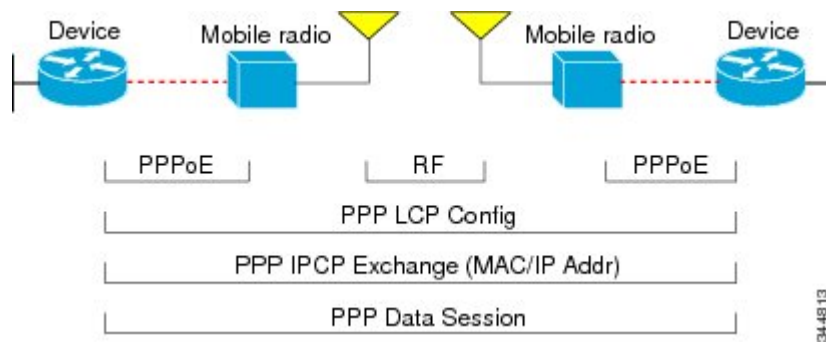 Device
Mobile radio
Mobile radio
Device
PPPoE
RF
PPPoE
PPP LCP Config
PPP IPCP Exchange (MAC/IP Addr)
PPP Data Session
344813